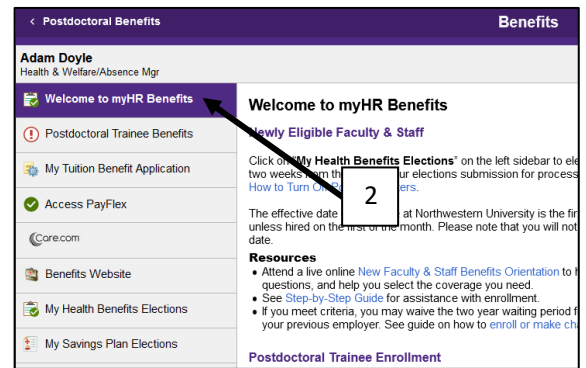 < Postdoctoral Benefits
Benefits
Adam Doyle
Health & Welfare/Absence Mgr
Welcome to myHR Benefits
Postdoctoral Trainee Benefits
My Tuition Benefit Application
Access PayFlex
Care.com
Benefits Website
My Health Benefits Elections
My Savings Plan Elections
Welcome to myHR Benefits
Newly Eligible Faculty & Staff
Click on "My Health Benefits Elections" on the left sidebar to ele
two weeks from th ur elections submission for process
How to Turn O
The effective date at Northwestern University is the fir
unless hired on the first of the month. Please note that you will not
date.
Resources
• Attend a live online New Faculty & Staff Benefits Orientation to h
questions, and help you select the coverage you need.
• See Step-by-Step Guide for assistance with enrollment.
• If you meet criteria, you may waive the two year waiting period f
your previous employer. See guide on how to enroll or make ch
Postdoctoral Trainee Enrollment
2